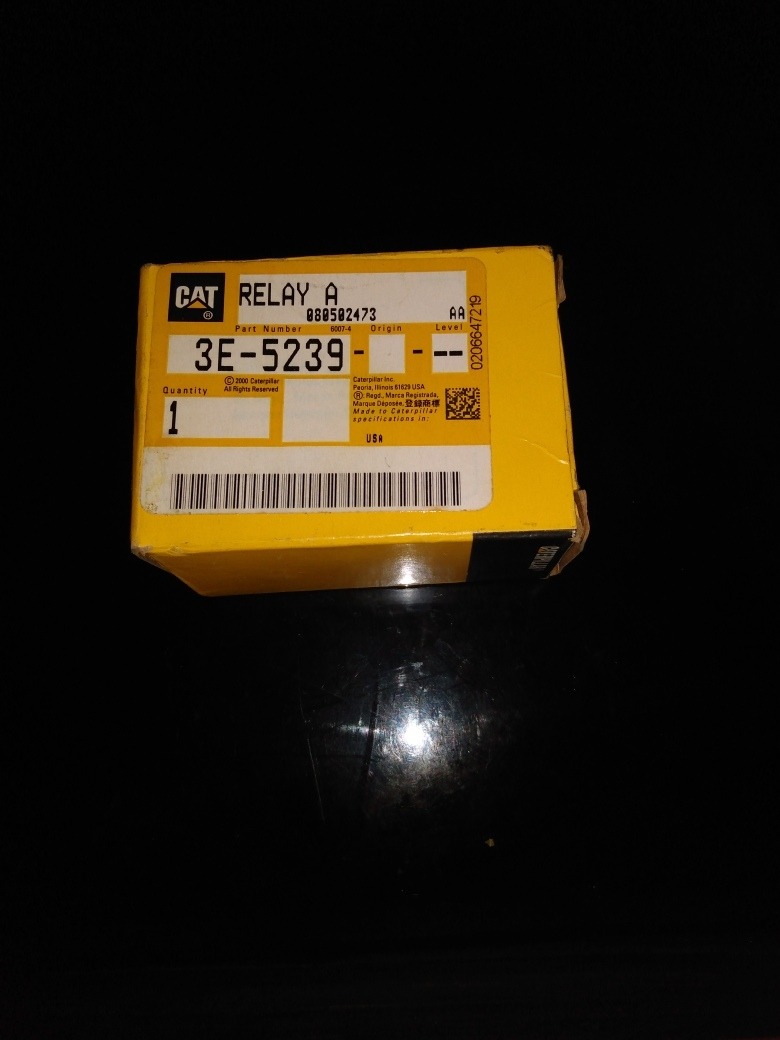 CAT®
RELAY A
080502473 AA
Part Number 6007-4 Origin Level
3E-5239 - - --
0206647219
Quantity
1
© 2000 Caterpillar
All Rights Reserved
Caterpillar Inc.
Peoria, Illinois 61629 USA
®: Regd., Marca Registrada,
Marque Déposée, 登録商標
Made to Caterpillar
specifications in:
USA